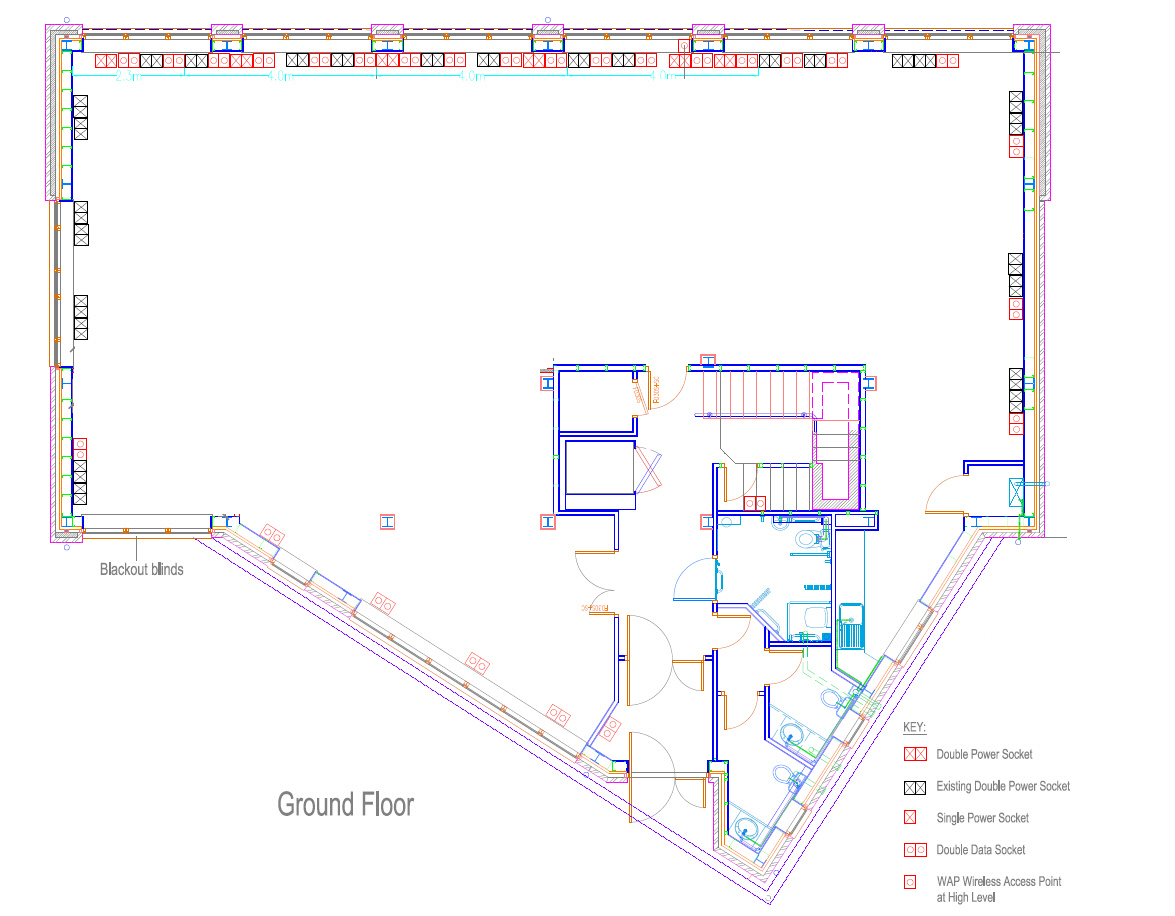 2.3m
4.0m
4.0m
4.0m
Blackout blinds
Ground Floor
KEY:
Double Power Socket
Existing Double Power Socket
Single Power Socket
Double Data Socket
WAP Wireless Access Point
at High Level